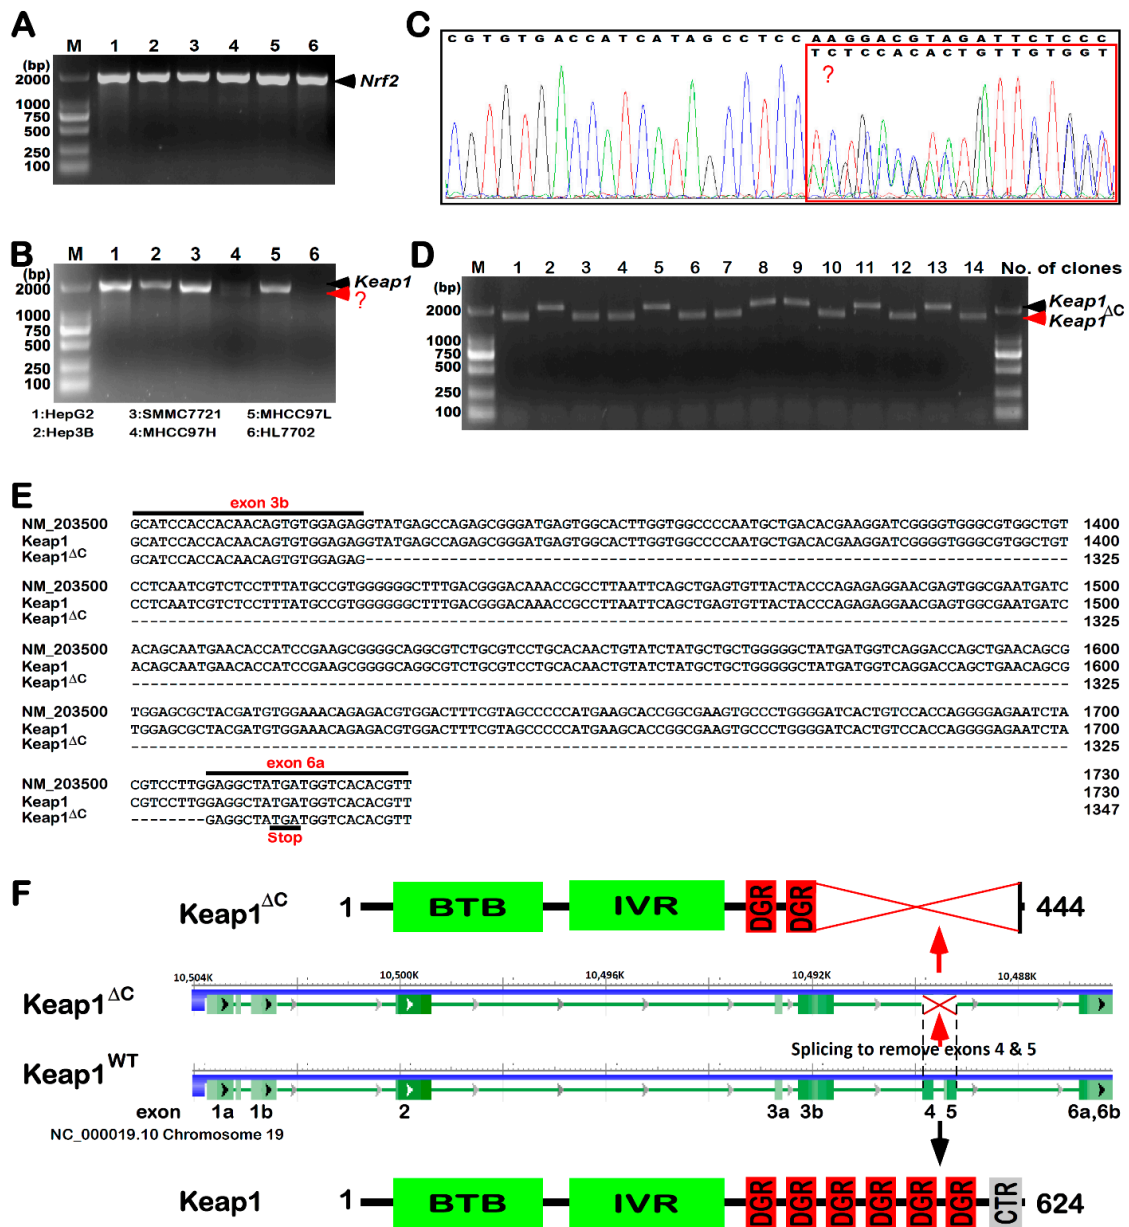 A
M 1 2 3 4 5 6
(bp)
2000
1000
750
500
250
100
Nrf2
B
M 1 2 3 4 5 6
(bp)
2000
1000
750
500
250
100
Keap1
?
1:HepG2 3:SMMC7721 5:MHCC97L
2:Hep3B 4:MHCC97H 6:HL7702
C
C G T G T G A C C A T C A T A G C C T C C A A G G A C G T A G A T T C T C C C
T C T C C A C A C T G T T G T G G T
?
D
M 1 2 3 4 5 6 7 8 9 10 11 12 13 14 No. of clones
(bp)
2000
1000
750
500
250
100
Keap1
Keap1ΔC
E
exon 3b
NM_203500 GCATCCACCACAACAGTGTGGAGAGGTATGAGCCAGAGCGGGATGAGTGGCACTTGGTGGCCCCAATGCTGACACGAAGGATCGGGGTGGGCGTGGCTGT 1400
Keap1 GCATCCACCACAACAGTGTGGAGAGGTATGAGCCAGAGCGGGATGAGTGGCACTTGGTGGCCCCAATGCTGACACGAAGGATCGGGGTGGGCGTGGCTGT 1400
Keap1ΔC GCATCCACCACAACAGTGTGGAGAG--------------------------------------------------------------------------- 1325
NM_203500 CCTCAATCGTCTCCTTTATGCCGTGGGGGGCTTTGACGGGACAAACCGCCTTAATTCAGCTGAGTGTTACTACCCAGAGAGGAACGAGTGGCGAATGATC 1500
Keap1 CCTCAATCGTCTCCTTTATGCCGTGGGGGGCTTTGACGGGACAAACCGCCTTAATTCAGCTGAGTGTTACTACCCAGAGAGGAACGAGTGGCGAATGATC 1500
Keap1ΔC ---------------------------------------------------------------------------------------------------- 1325
NM_203500 ACAGCAATGAACACCATCCGAAGCGGGGCAGGCGTCTGCGTCCTGCACAACTGTATCTATGCTGCTGGGGGCTATGATGGTCAGGACCAGCTGAACAGCG 1600
Keap1 ACAGCAATGAACACCATCCGAAGCGGGGCAGGCGTCTGCGTCCTGCACAACTGTATCTATGCTGCTGGGGGCTATGATGGTCAGGACCAGCTGAACAGCG 1600
Keap1ΔC ---------------------------------------------------------------------------------------------------- 1325
NM_203500 TGGAGCGCTACGATGTGGAAACAGAGACGTGGACTTTCGTAGCCCCCATGAAGCACCGGCGAAGTGCCCTGGGGATCACTGTCCACCAGGGGAGAATCTA 1700
Keap1 TGGAGCGCTACGATGTGGAAACAGAGACGTGGACTTTCGTAGCCCCCATGAAGCACCGGCGAAGTGCCCTGGGGATCACTGTCCACCAGGGGAGAATCTA 1700
Keap1ΔC ---------------------------------------------------------------------------------------------------- 1325
exon 6a
NM_203500 CGTCCTTGGAGGCTATGATGGTCACACGTT 1730
Keap1 CGTCCTTGGAGGCTATGATGGTCACACGTT 1730
Keap1ΔC --------GAGGCTATGATGGTCACACGTT 1347
Stop
F
Keap1ΔC 1 BTB IVR DGR DGR 444
10,504K 10,500K 10,496K 10,492K 10,488K
Keap1ΔC
Splicing to remove exons 4 & 5
Keap1WT
exon 1a 1b 2 3a 3b 4 5 6a,6b
NC_000019.10 Chromosome 19
Keap1 1 BTB IVR DGR DGR DGR DGR DGR DGR CTR 624